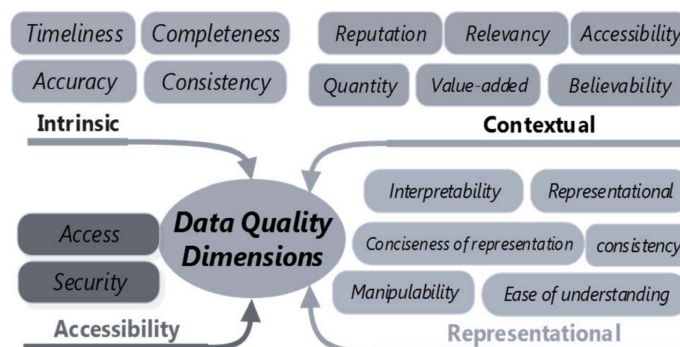 Timeliness
Completeness
Accuracy
Consistency
Intrinsic
Reputation
Relevancy
Accessibility
Quantity
Value-added
Believability
Contextual
Data Quality
Dimensions
Access
Security
Accessibility
Interpretability
Representational
Conciseness of representation
consistency
Manipulability
Ease of understanding
Representational